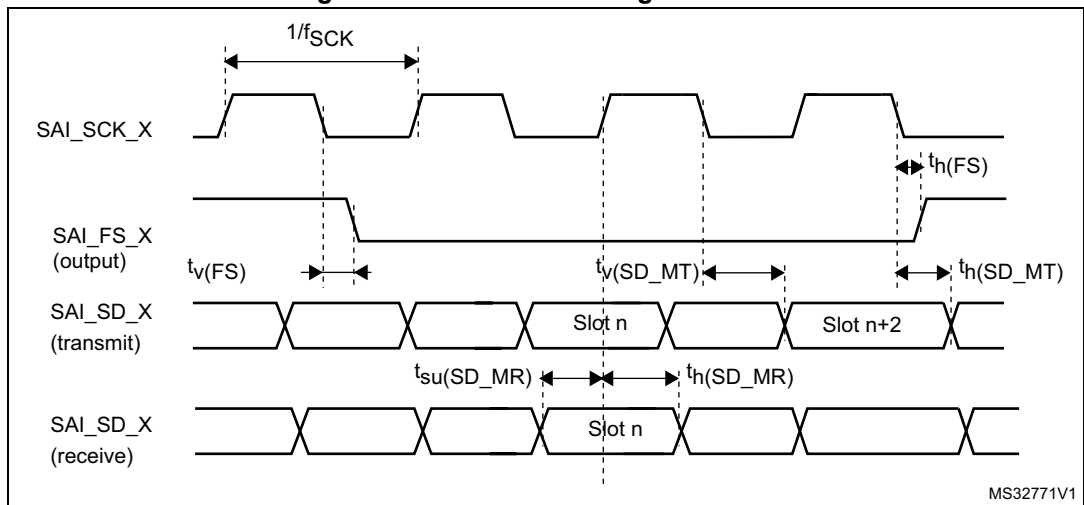 1/fSCK
SAI_SCK_X
th(FS)
SAI_FS_X
(output)
tv(FS)
tv(SD_MT)
th(SD_MT)
SAI_SD_X
(transmit)
Slot n
Slot n+2
tsu(SD_MR)
th(SD_MR)
SAI_SD_X
(receive)
Slot n
MS32771V1